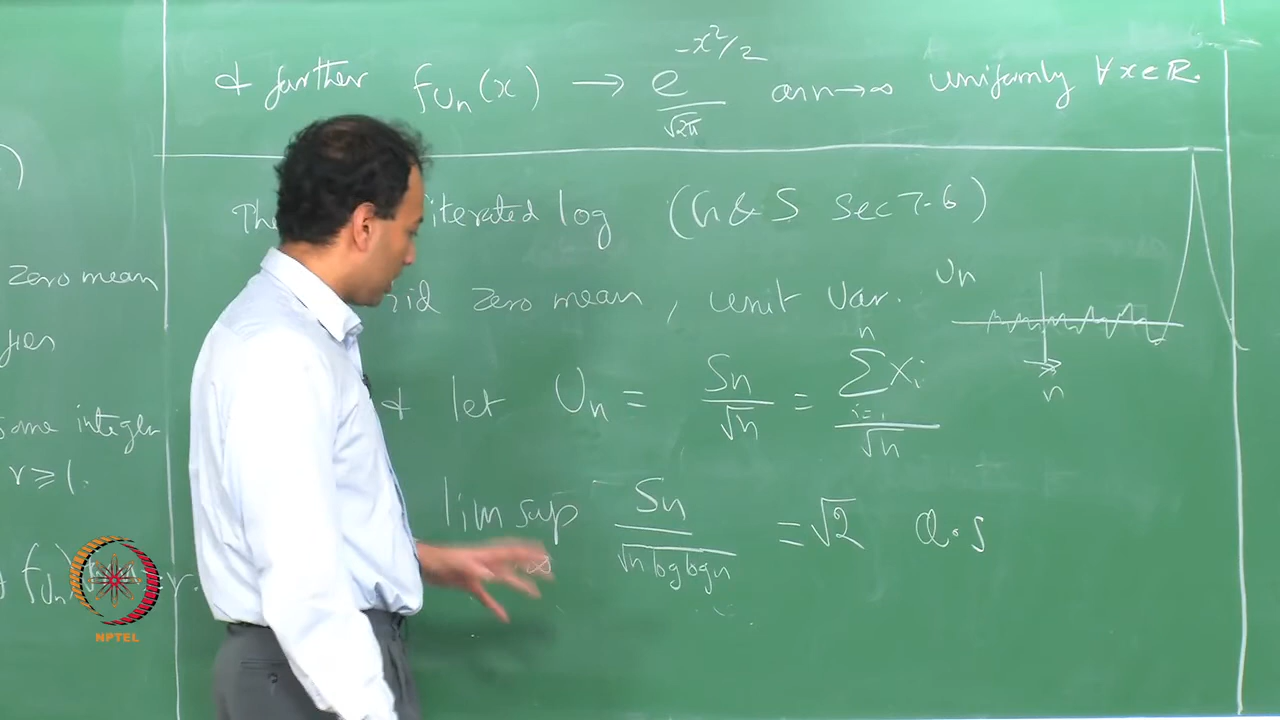 & further f_{U_n}(x) → e^{-x²/2}/√2π as n→∞ uniformly ∀x∈ℝ.
The iterated log (G & S sec 7.6)
zero mean
iid zero mean, unit var.
U_n
n
& let U_n = S_n/√n = Σ_{i=1}^{n} X_i/√n
some integer
r ≥ 1.
lim sup S_n/√n log log n = √2 a.s
NPTEL